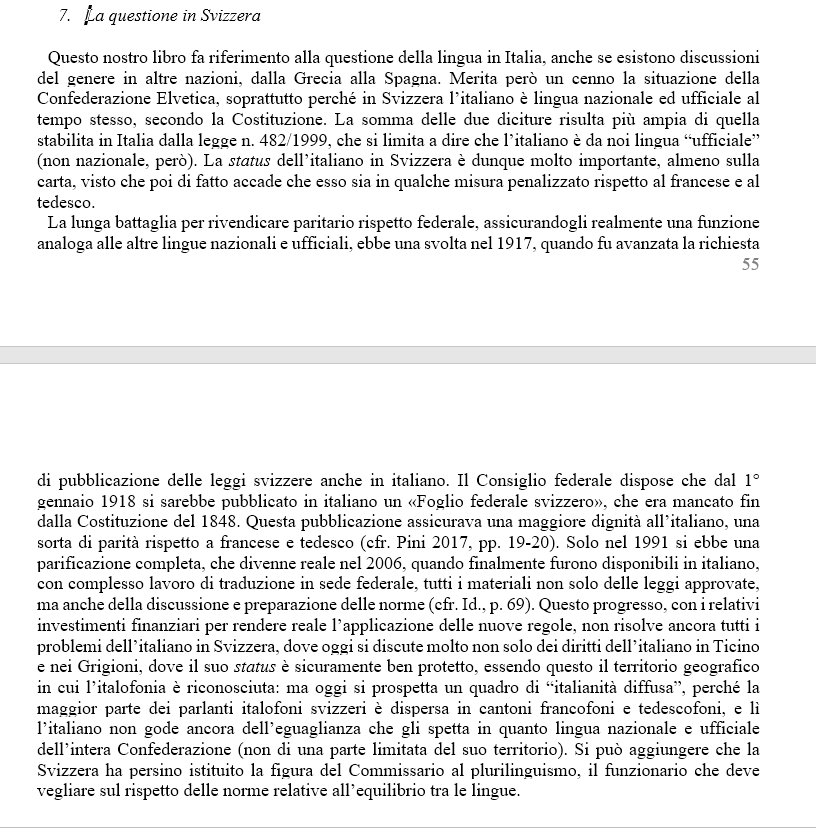 7. La questione in Svizzera
Questo nostro libro fa riferimento alla questione della lingua in Italia, anche se esistono discussioni
del genere in altre nazioni, dalla Grecia alla Spagna. Merita però un cenno la situazione della
Confederazione Elvetica, soprattutto perché in Svizzera l’italiano è lingua nazionale ed ufficiale al
tempo stesso, secondo la Costituzione. La somma delle due diciture risulta più ampia di quella
stabilita in Italia dalla legge n. 482/1999, che si limita a dire che l’italiano è da noi lingua “ufficiale”
(non nazionale, però). La status dell’italiano in Svizzera è dunque molto importante, almeno sulla
carta, visto che poi di fatto accade che esso sia in qualche misura penalizzato rispetto al francese e al
tedesco.
La lunga battaglia per rivendicare paritario rispetto federale, assicurandogli realmente una funzione
analoga alle altre lingue nazionali e ufficiali, ebbe una svolta nel 1917, quando fu avanzata la richiesta
55
di pubblicazione delle leggi svizzere anche in italiano. Il Consiglio federale dispose che dal 1°
gennaio 1918 si sarebbe pubblicato in italiano un «Foglio federale svizzero», che era mancato fin
dalla Costituzione del 1848. Questa pubblicazione assicurava una maggiore dignità all’italiano, una
sorta di parità rispetto a francese e tedesco (cfr. Pini 2017, pp. 19-20). Solo nel 1991 si ebbe una
parificazione completa, che divenne reale nel 2006, quando finalmente furono disponibili in italiano,
con complesso lavoro di traduzione in sede federale, tutti i materiali non solo delle leggi approvate,
ma anche della discussione e preparazione delle norme (cfr. Id., p. 69). Questo progresso, con i relativi
investimenti finanziari per rendere reale l’applicazione delle nuove regole, non risolve ancora tutti i
problemi dell’italiano in Svizzera, dove oggi si discute molto non solo dei diritti dell’italiano in Ticino
e nei Grigioni, dove il suo status è sicuramente ben protetto, essendo questo il territorio geografico
in cui l’italofonia è riconosciuta: ma oggi si prospetta un quadro di “italianità diffusa”, perché la
maggior parte dei parlanti italofoni svizzeri è dispersa in cantoni francofoni e tedescofoni, e lì
l’italiano non gode ancora dell’eguaglianza che gli spetta in quanto lingua nazionale e ufficiale
dell’intera Confederazione (non di una parte limitata del suo territorio). Si può aggiungere che la
Svizzera ha persino istituito la figura del Commissario al plurilinguismo, il funzionario che deve
vegliare sul rispetto delle norme relative all’equilibrio tra le lingue.